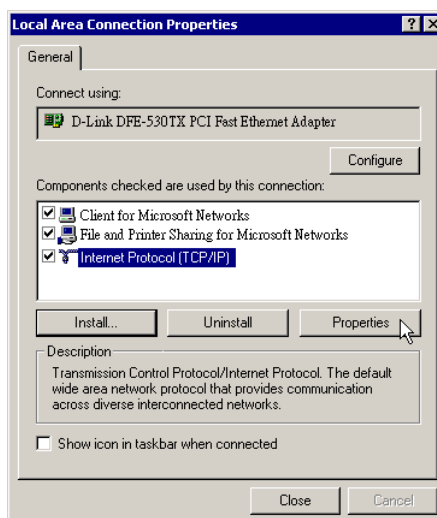 Local Area Connection Properties
General
Connect using:
D-Link DFE-530TX PCI Fast Ethernet Adapter
Configure
Components checked are used by this connection:
Client for Microsoft Networks
File and Printer Sharing for Microsoft Networks
Internet Protocol (TCP/IP)
Install... Uninstall Properties
Description
Transmission Control Protocol/Internet Protocol. The default
wide area network protocol that provides communication
across diverse interconnected networks.
Show icon in taskbar when connected
Close Cancel